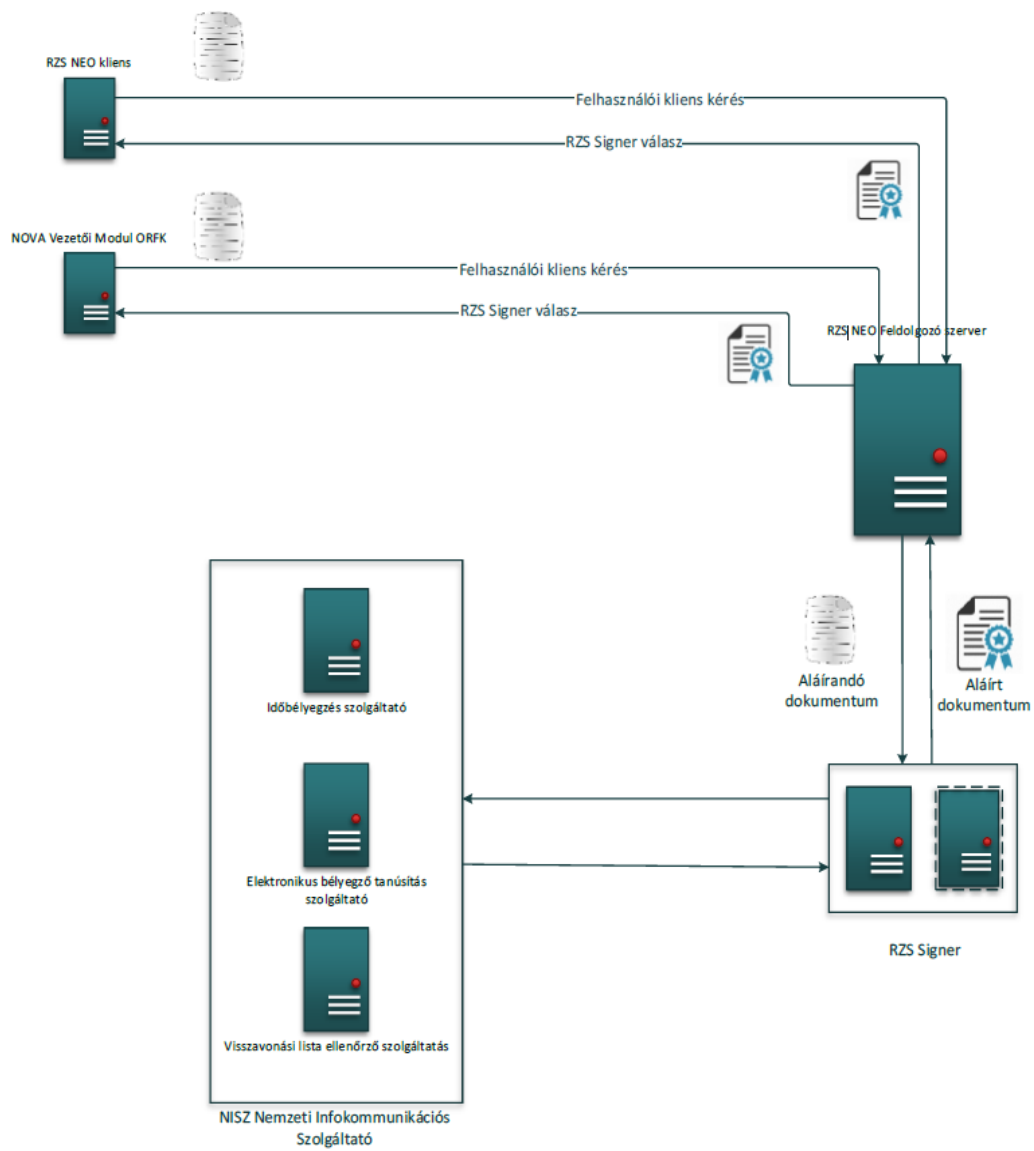 RZS NEO kliens
Felhasználói kliens kérés
RZS Signer válasz
NOVA Vezetői Modul ORFK
Felhasználói kliens kérés
RZS Signer válasz
RZS NEO Feldolgozó szerver
Időbélyegzés szolgáltató
Aláírandó
dokumentum
Aláírt
dokumentum
Elektronikus bélyegző tanúsítás
szolgáltató
Visszavonási lista ellenőrző szolgáltatás
RZS Signer
NISZ Nemzeti Infokommunikációs
Szolgáltató